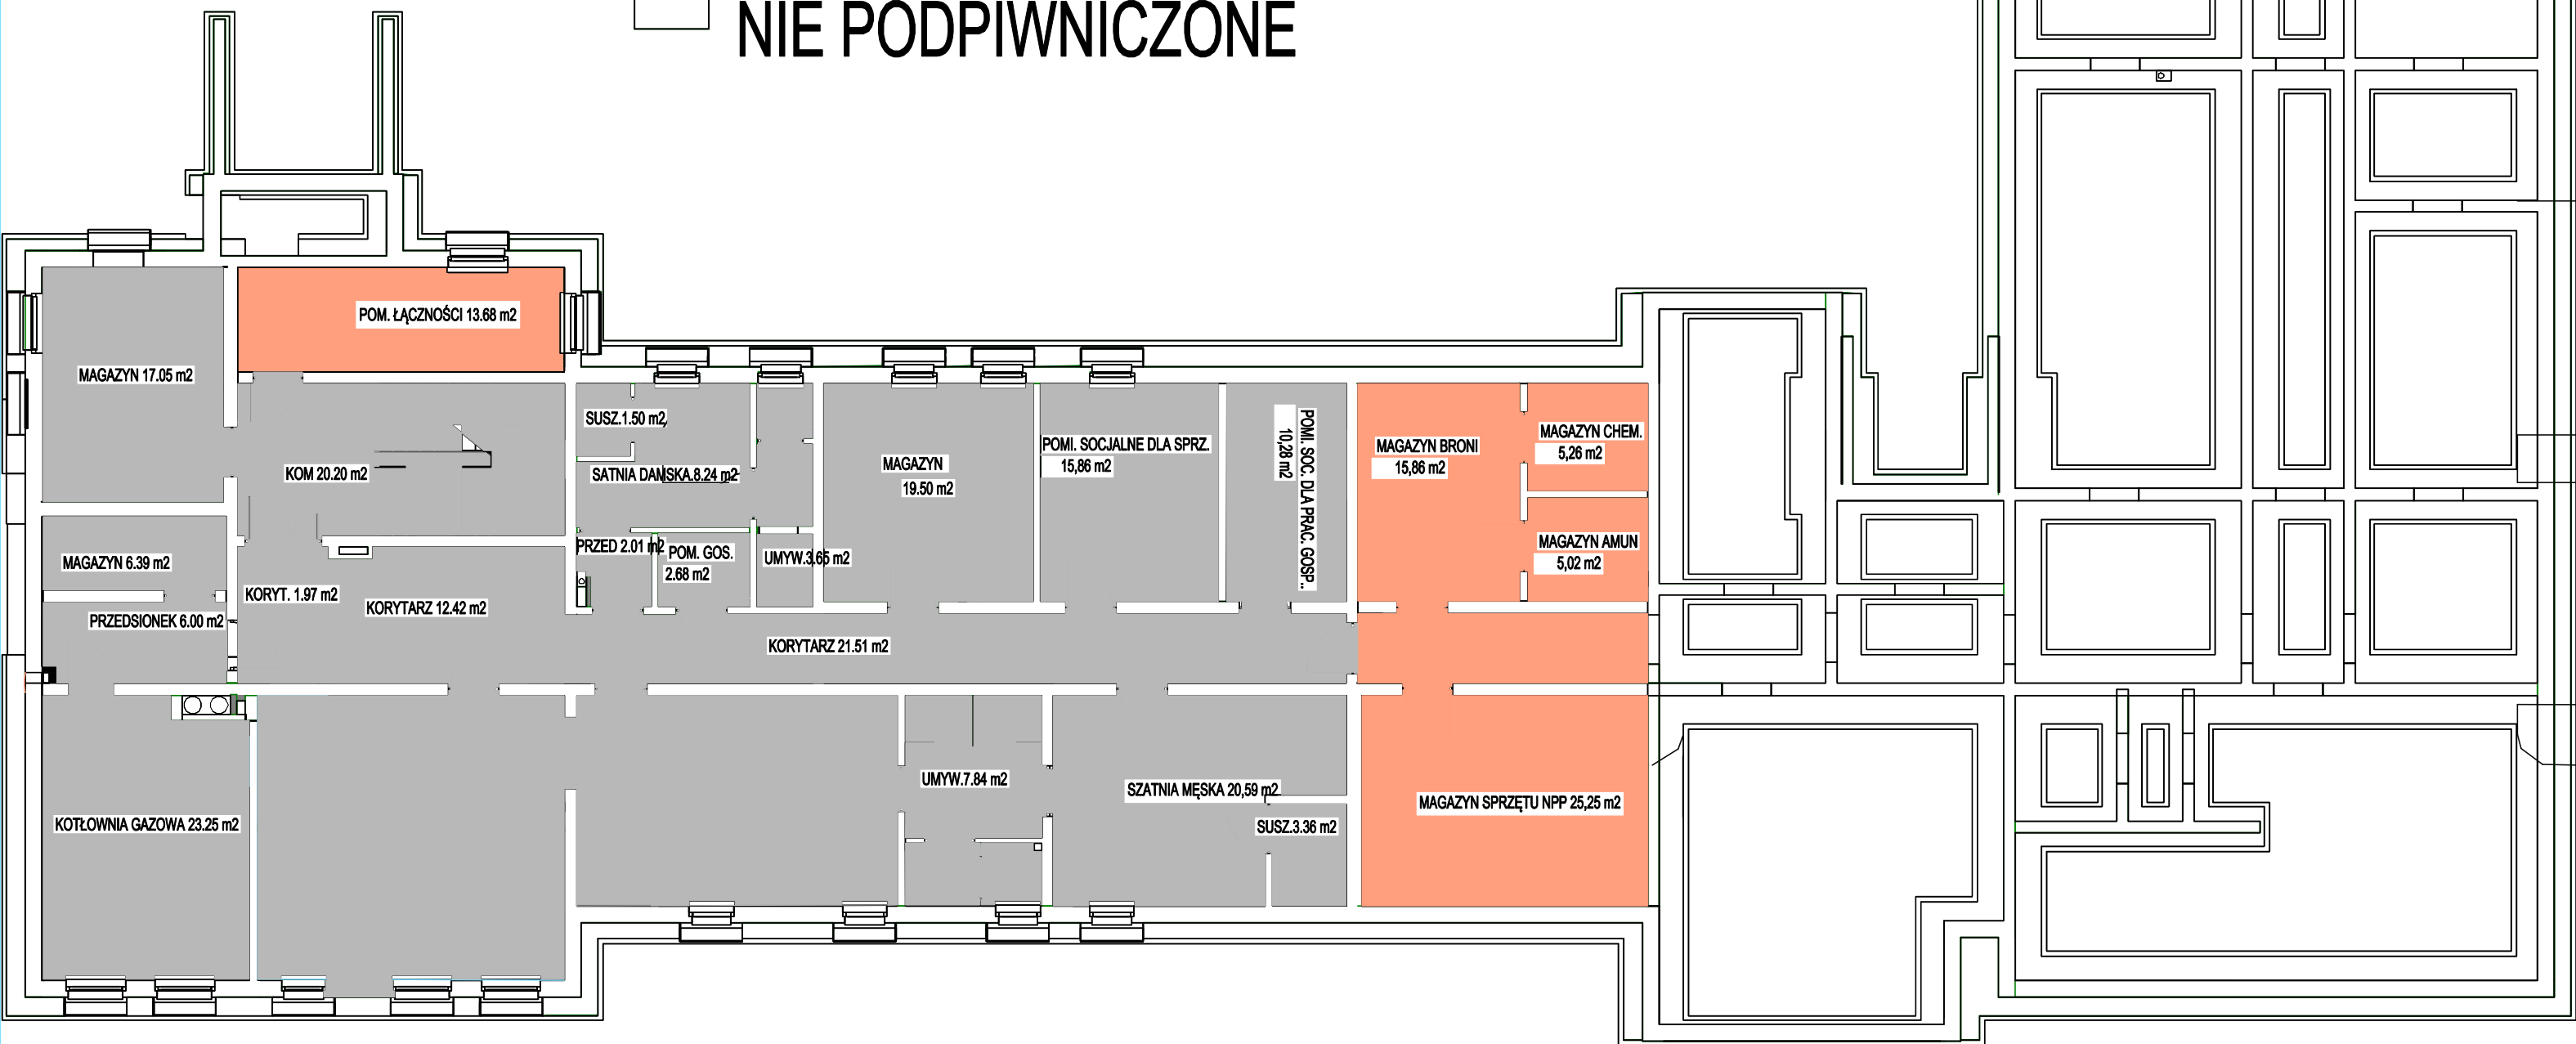 NIE PODPIWNICZONE
POM. ŁĄCZNOŚCI 13.68 m2
MAGAZYN 17.05 m2
KOM 20.20 m2
SUSZ.1.50 m2
SATNIA DAMSKA.8.24 m2
MAGAZYN
19.50 m2
POMI. SOCJALNE DLA SPRZ.
15,86 m2
POMI. SOC. DLA PRAC. GOSP..
10,28 m2
MAGAZYN BRONI
15,86 m2
MAGAZYN CHEM.
5,26 m2
MAGAZYN AMUN
5,02 m2
MAGAZYN 6.39 m2
PRZEDSIONEK 6.00 m2
KORYT. 1.97 m2
KORYTARZ 12.42 m2
PRZED 2.01 m2
POM. GOS.
2.68 m2
UMYW.3.65 m2
KORYTARZ 21.51 m2
KOTŁOWNIA GAZOWA 23.25 m2
UMYW.7.84 m2
SZATNIA MĘSKA 20,59 m2
SUSZ.3.36 m2
MAGAZYN SPRZĘTU NPP 25,25 m2